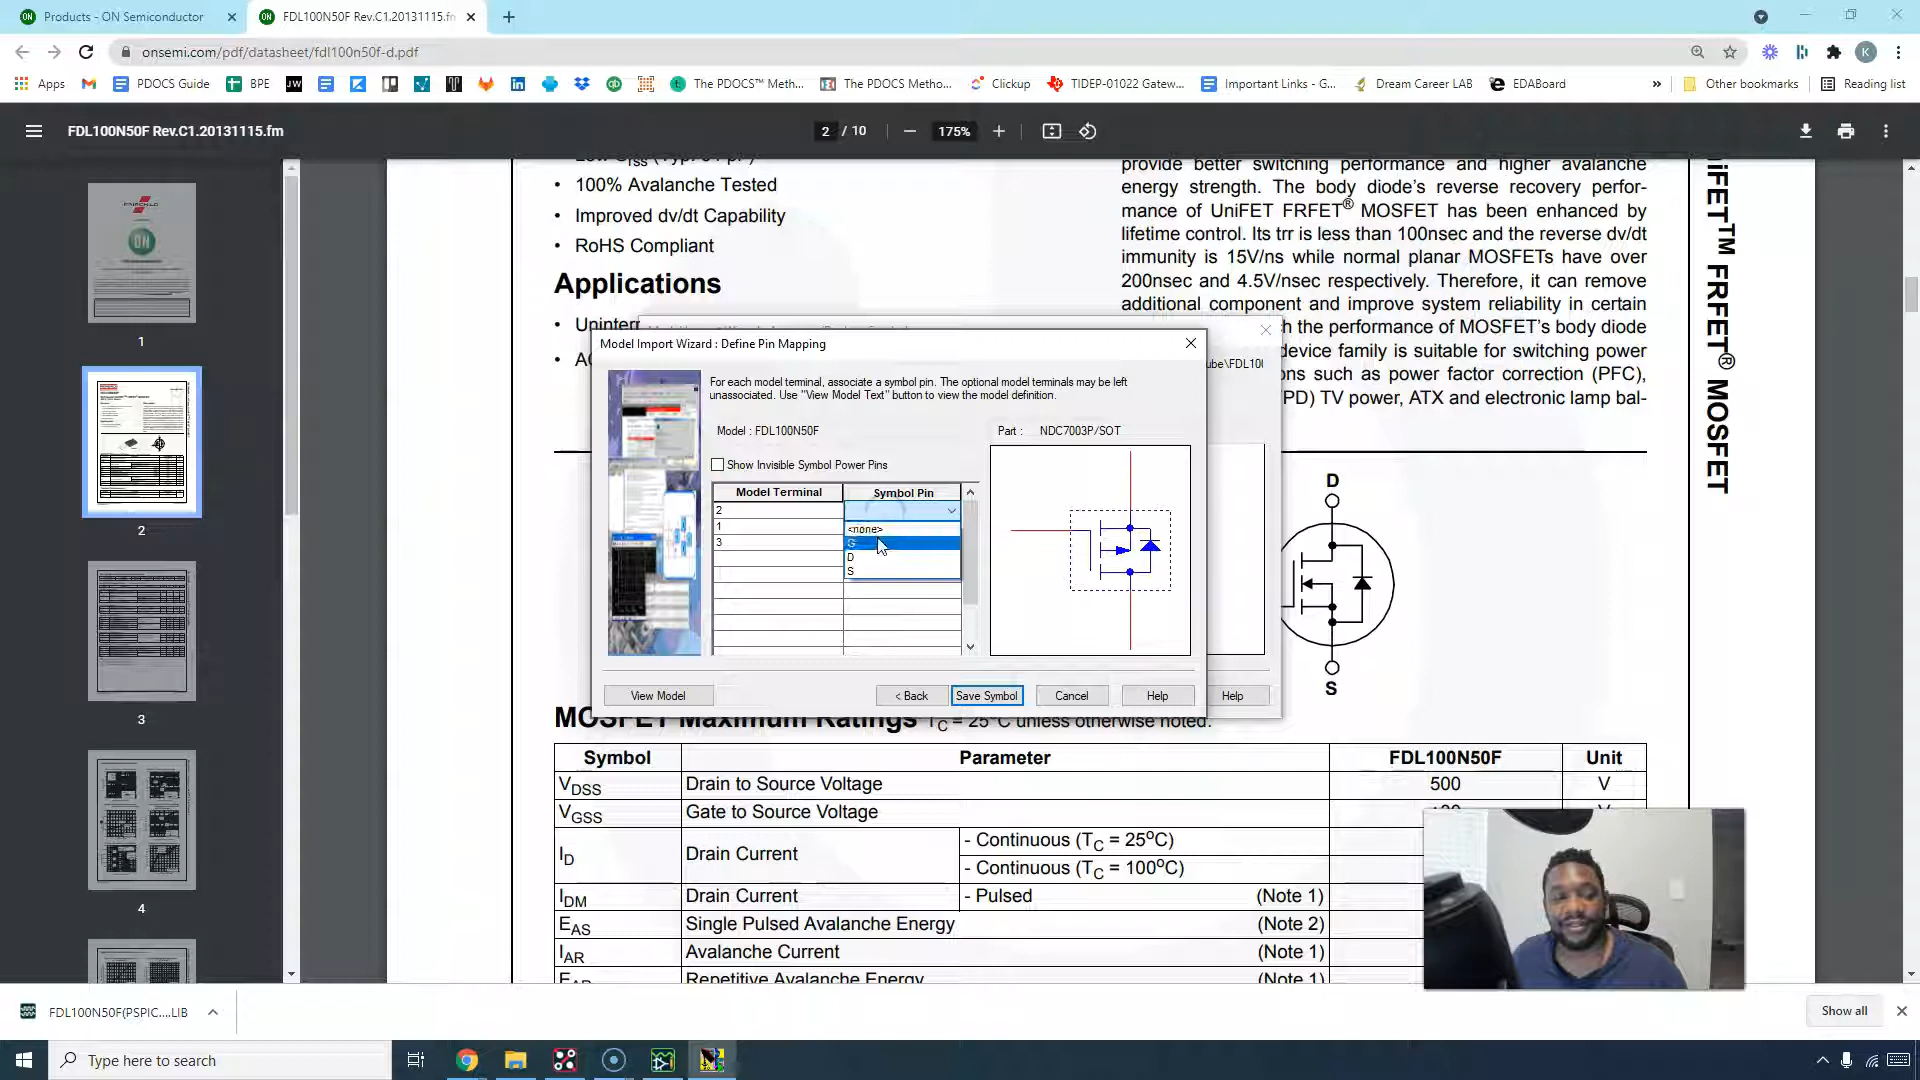 Products - ON Semiconductor
FDL100N50F Rev.C1.20131115.fn
onsemi.com/pdf/datasheet/fdl100n50f-d.pdf
K
Apps
PDOCS Guide
BPE
The PDOCS™ Meth...
The PDOCS Metho...
Clickup
TIDEP-01022 Gatew...
Important Links - G...
Dream Career LAB
EDABoard
Other bookmarks
Reading list
FDL100N50F Rev.C1.20131115.fm
2 / 10
175%
1
2
3
4
• 100% Avalanche Tested
• Improved dv/dt Capability
• RoHS Compliant
Applications
provide better switching performance and higher avalanche
energy strength. The body diode's reverse recovery perfor-
mance of UniFET FRFET® MOSFET has been enhanced by
lifetime control. Its trr is less than 100nsec and the reverse dv/dt
immunity is 15V/ns while normal planar MOSFETs have over
200nsec and 4.5V/nsec respectively. Therefore, it can remove
additional component and improve system reliability in certain
h the performance of MOSFET's body diode
device family is suitable for switching power
ons such as power factor correction (PFC),
PD) TV power, ATX and electronic lamp bal-
iFET™ FRFET® MOSFET
ube\FDL10(
Model Import Wizard : Define Pin Mapping
For each model terminal, associate a symbol pin. The optional model terminals may be left
unassociated. Use "View Model Text" button to view the model definition.
Model : FDL100N50F
Part : NDC7003P/SOT
Show Invisible Symbol Power Pins
Model Terminal Symbol Pin
2
1
3
<none>
G
D
S
View Model
< Back
Save Symbol
Cancel
Help
Help
D
S
MOSFET Maximum Ratings TC = 25°C unless otherwise noted.
Symbol Parameter FDL100N50F Unit
VDSS Drain to Source Voltage 500 V
VGSS Gate to Source Voltage
ID Drain Current - Continuous (TC = 25oC)
- Continuous (TC = 100oC)
IDM Drain Current - Pulsed (Note 1)
EAS Single Pulsed Avalanche Energy (Note 2)
IAR Avalanche Current (Note 1)
EAR Repetitive Avalanche Energy (Note 1)
FDL100N50F(PSPIC....LIB
Show all
Type here to search